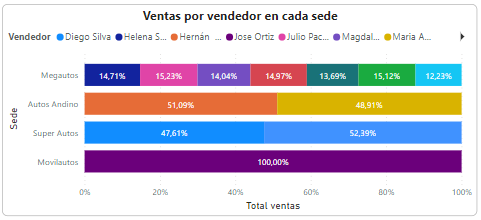 Ventas por vendedor en cada sede
Vendedor Diego Silva Helena S... Hernán ... Jose Ortiz Julio Pac... Magdal... Maria A...
Megautos 14,71% 15,23% 14,04% 14,97% 13,69% 15,12% 12,23%
Autos Andino 51,09% 48,91%
Super Autos 47,61% 52,39%
Movilautos 100,00%
Sede
0% 20% 40% 60% 80% 100%
Total ventas